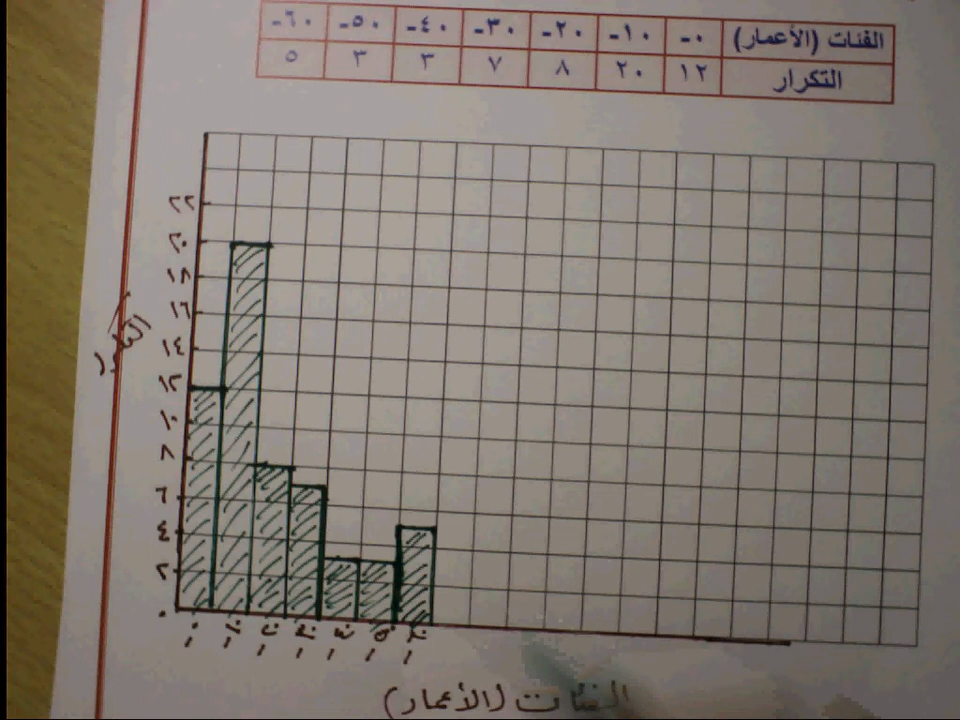 الفئات (الأعمار) ٠- ١٠- ٢٠- ٣٠- ٤٠- ٥٠- ٦٠-
التكرار ١٢ ٢٠ ٨ ٧ ٣ ٣ ٥
٢٢
٢٠
١٨
١٦
١٤
١٢
١٠
٨
٦
٤
٢
٠
التكرار
٠- ١٠- ٢٠- ٣٠- ٤٠- ٥٠- ٦٠-
الفئات (الأعمار)